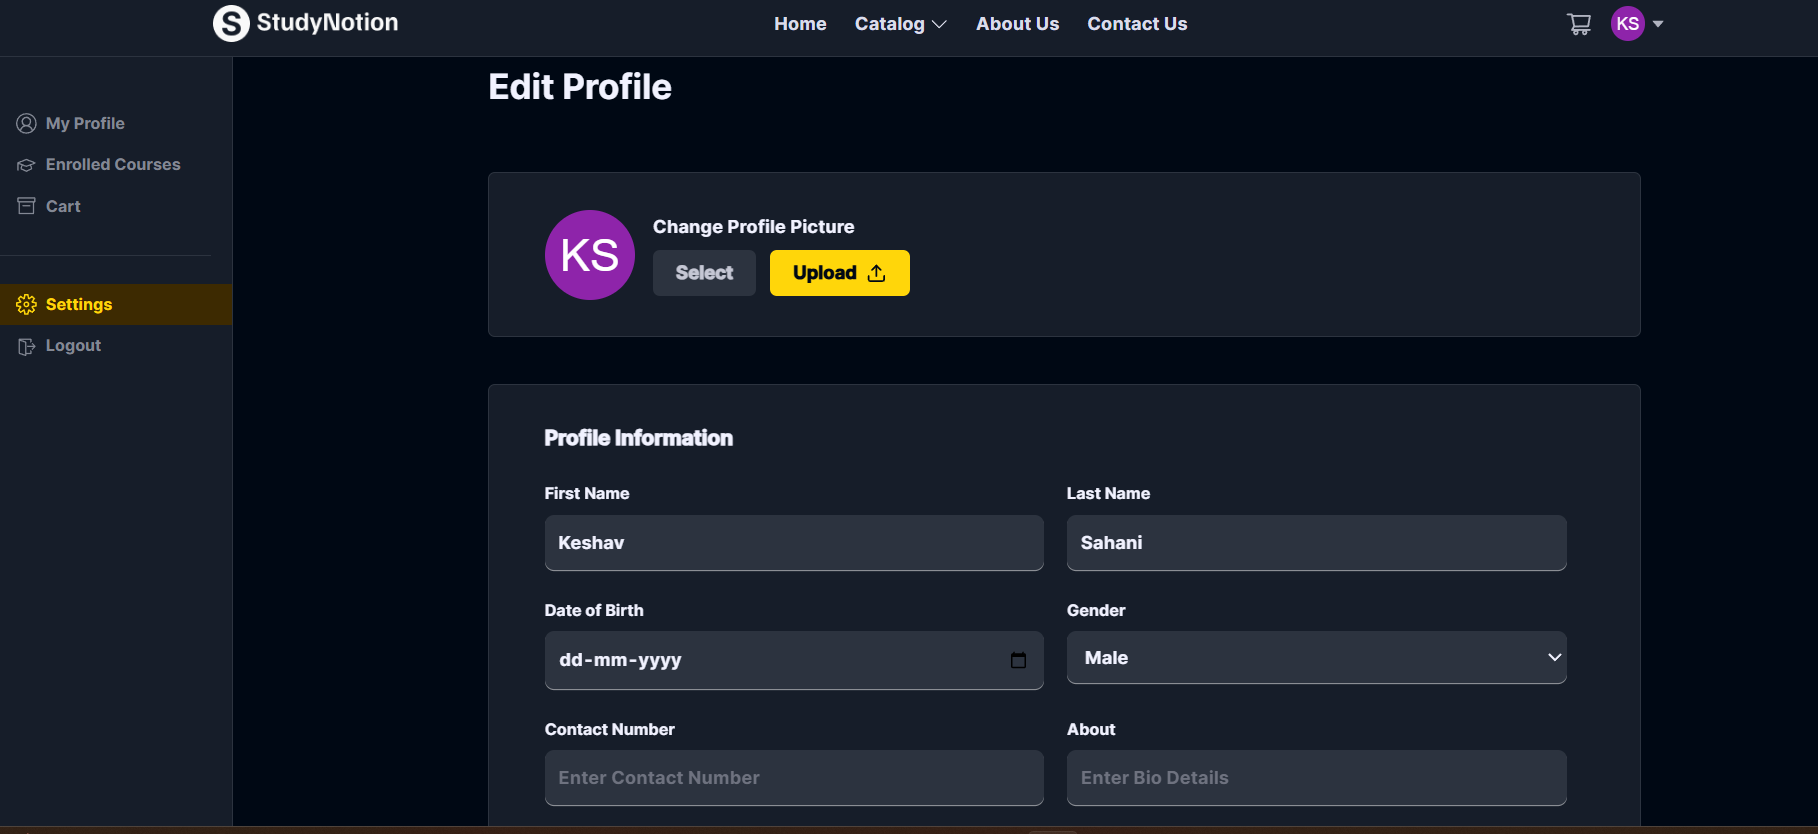 S StudyNotion Home Catalog About Us Contact Us KS
My Profile
Enrolled Courses
Cart
Settings
Logout
Edit Profile
KS
Change Profile Picture
Select Upload
Profile Information
First Name Last Name
Keshav Sahani
Date of Birth Gender
dd-mm-yyyy Male
Contact Number About
Enter Contact Number Enter Bio Details